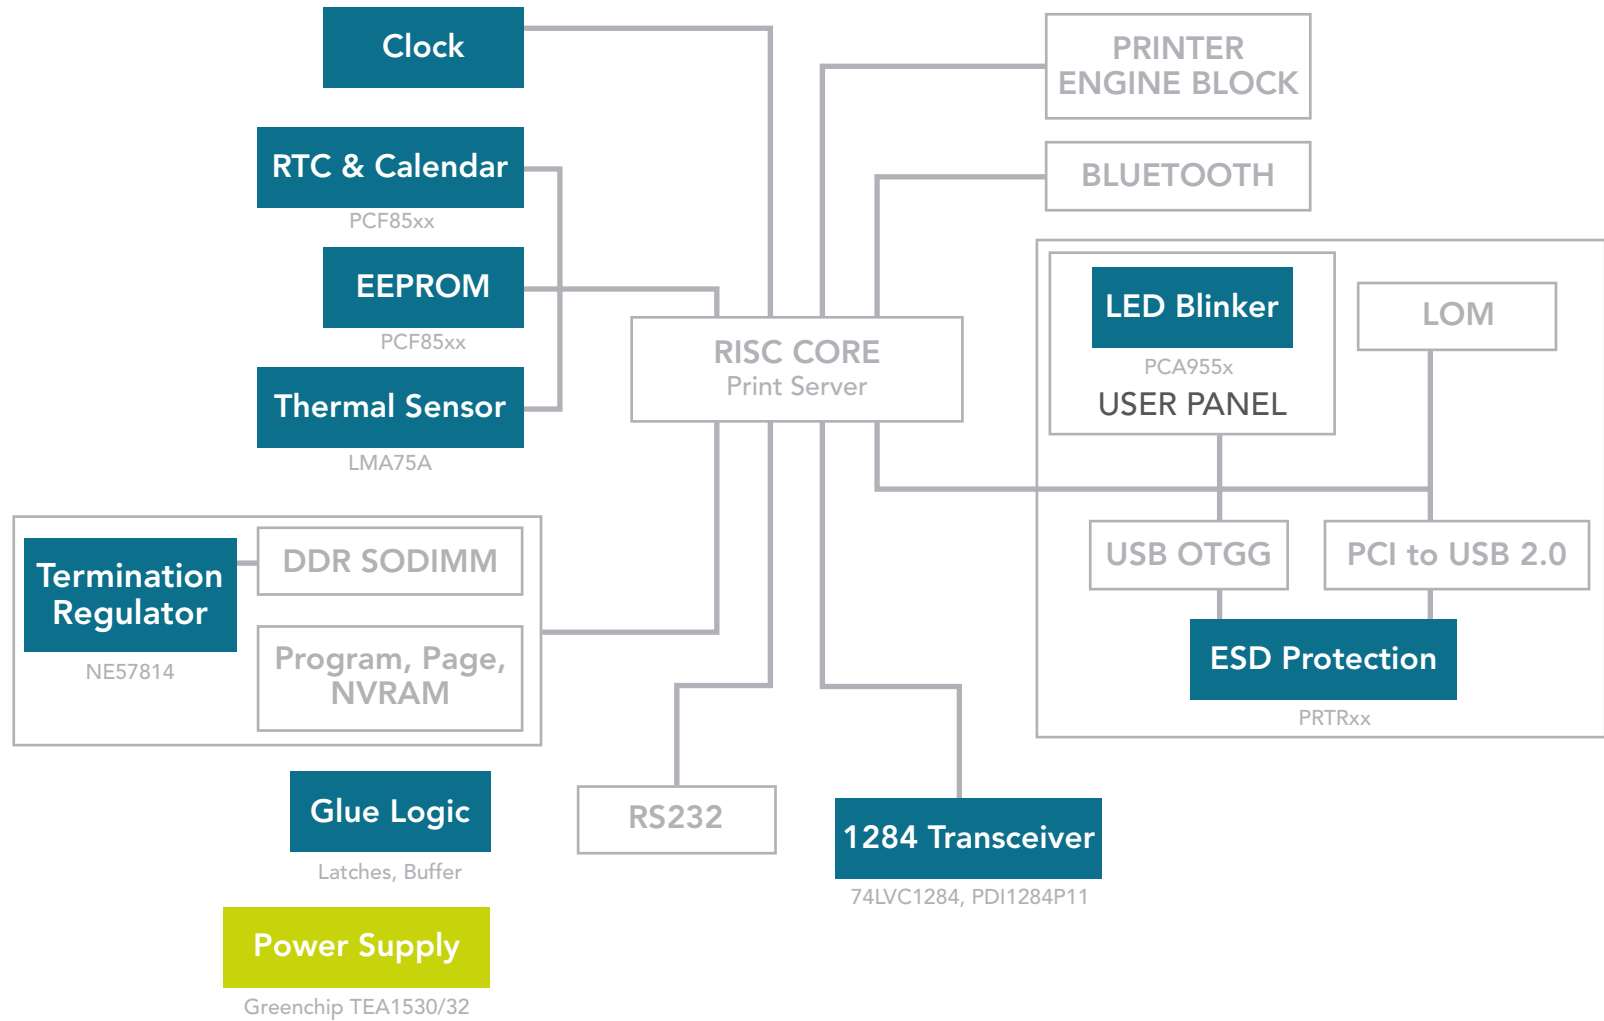 Clock
RTC & Calendar
PCF85xx
EEPROM
PCF85xx
Thermal Sensor
LMA75A
PRINTER
ENGINE BLOCK
BLUETOOTH
RISC CORE
Print Server
LED Blinker
PCA955x
USER PANEL
LOM
USB OTGG
PCI to USB 2.0
ESD Protection
PRTRxx
Termination
Regulator
NE57814
DDR SODIMM
Program, Page,
NVRAM
Glue Logic
Latches, Buffer
RS232
1284 Transceiver
74LVC1284, PDI1284P11
Power Supply
Greenchip TEA1530/32